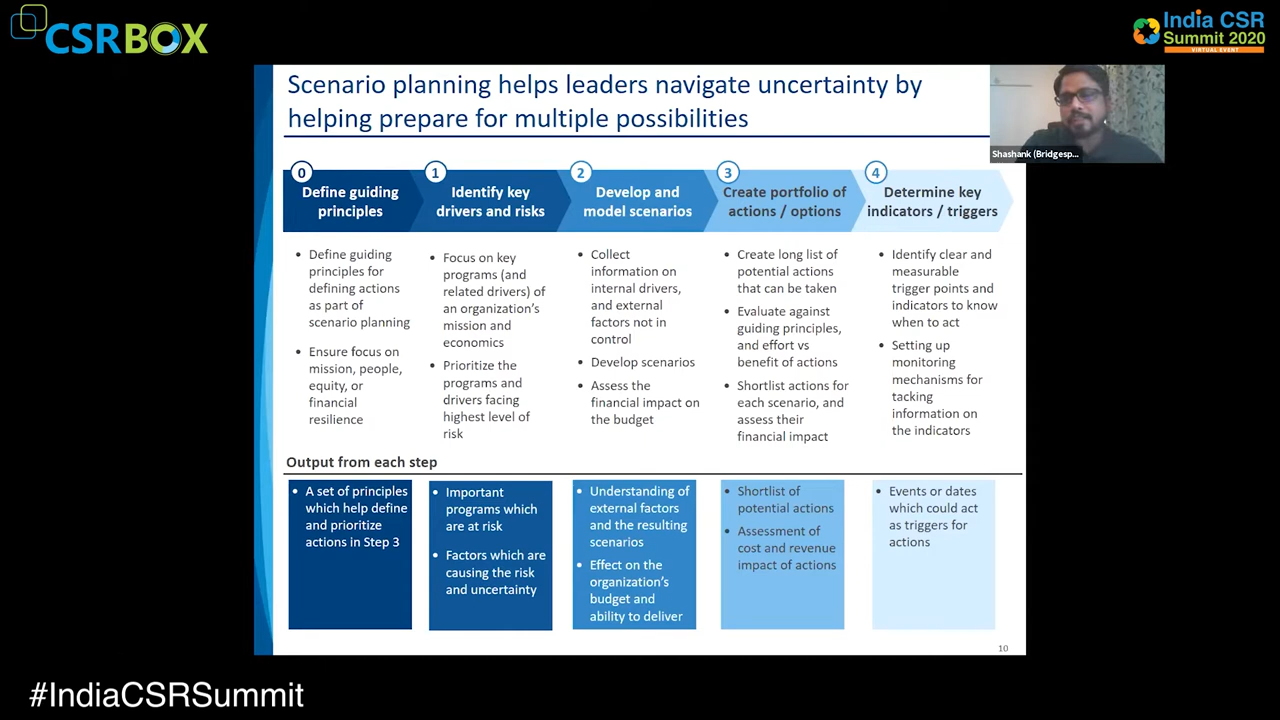 CSRBOX
India CSR
Summit 2020
VIRTUAL EVENT
Scenario planning helps leaders navigate uncertainty by
helping prepare for multiple possibilities
Shashank (Bridgesp...
0
Define guiding
principles
1
Identify key
drivers and risks
2
Develop and
model scenarios
3
Create portfolio of
actions / options
4
Determine key
indicators / triggers
• Define guiding
principles for
defining actions
as part of
scenario planning
• Ensure focus on
mission, people,
equity, or
financial
resilience
• Focus on key
programs (and
related drivers) of
an organization's
mission and
economics
• Prioritize the
programs and
drivers facing
highest level of
risk
• Collect
information on
internal drivers,
and external
factors not in
control
• Develop scenarios
• Assess the
financial impact on
the budget
• Create long list of
potential actions
that can be taken
• Evaluate against
guiding principles,
and effort vs
benefit of actions
• Shortlist actions for
each scenario, and
assess their
financial impact
• Identify clear and
measurable
trigger points and
indicators to know
when to act
• Setting up
monitoring
mechanisms for
tacking
information on
the indicators
Output from each step
• A set of principles
which help define
and prioritize
actions in Step 3
• Important
programs which
are at risk
• Factors which are
causing the risk
and uncertainty
• Understanding of
external factors
and the resulting
scenarios
• Effect on the
organization's
budget and
ability to deliver
• Shortlist of
potential actions
• Assessment of
cost and revenue
impact of actions
• Events or dates
which could act
as triggers for
actions
10
#IndiaCSRSummit